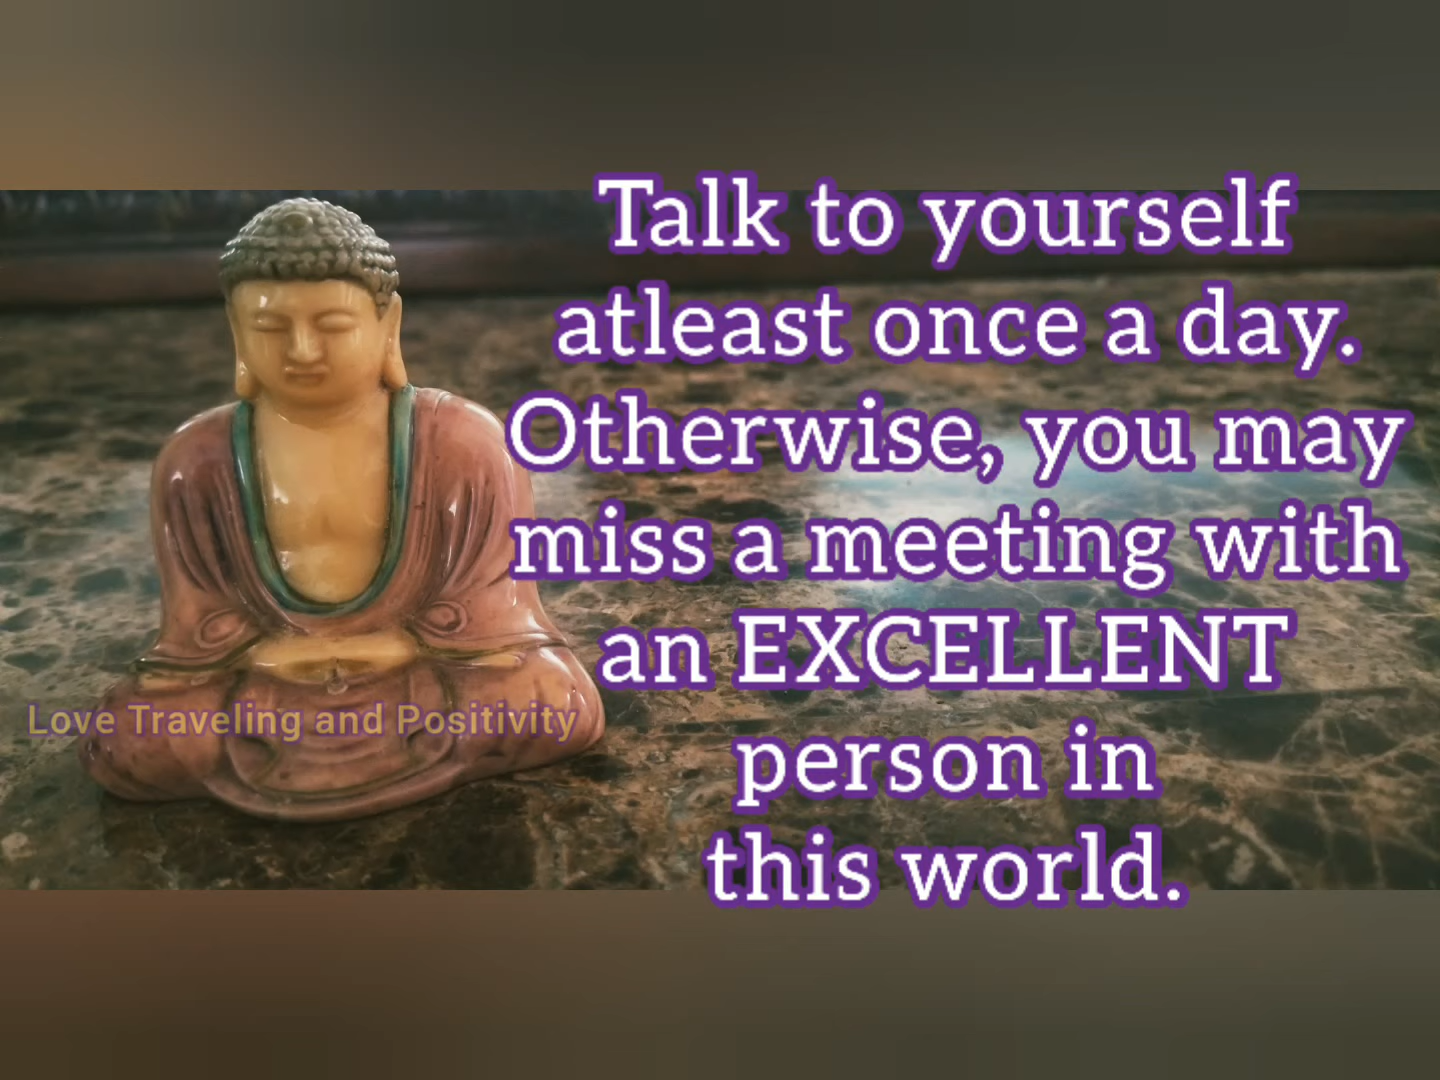 Talk to yourself
atleast once a day.
Otherwise, you may
miss a meeting with
an EXCELLENT
person in
this world.
Love Traveling and Positivity